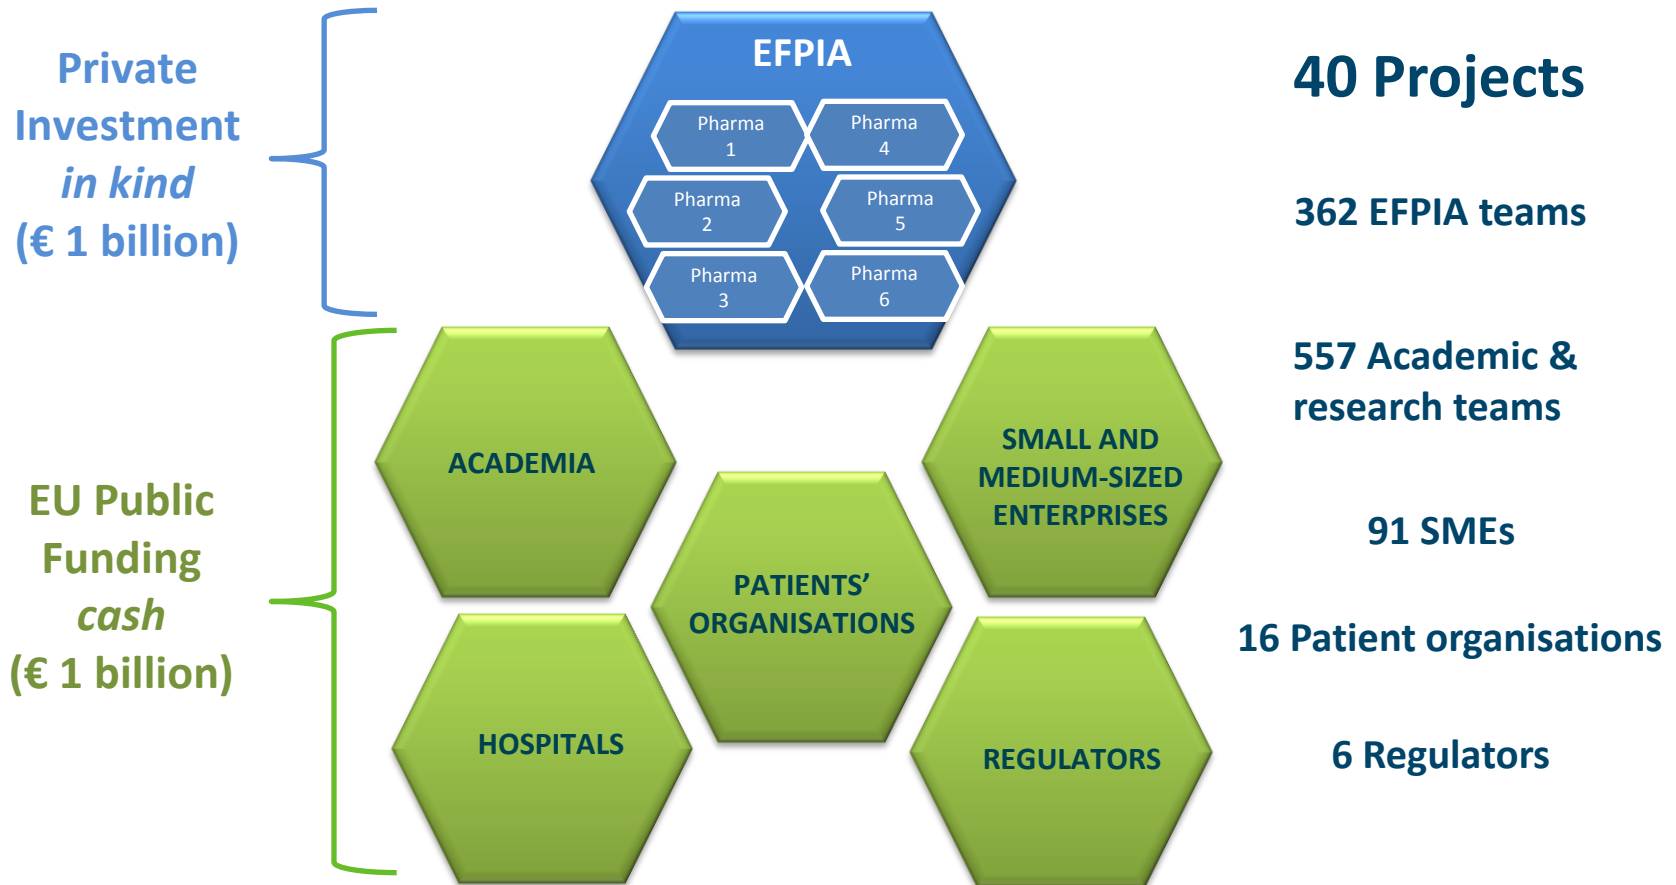 Private
Investment
in kind
(€ 1 billion)
EU Public
Funding
cash
(€ 1 billion)
EFPIA
Pharma
1
Pharma
4
Pharma
2
Pharma
5
Pharma
3
Pharma
6
ACADEMIA
SMALL AND
MEDIUM-SIZED
ENTERPRISES
PATIENTS'
ORGANISATIONS
HOSPITALS
REGULATORS
40 Projects
362 EFPIA teams
557 Academic &
research teams
91 SMEs
16 Patient organisations
6 Regulators